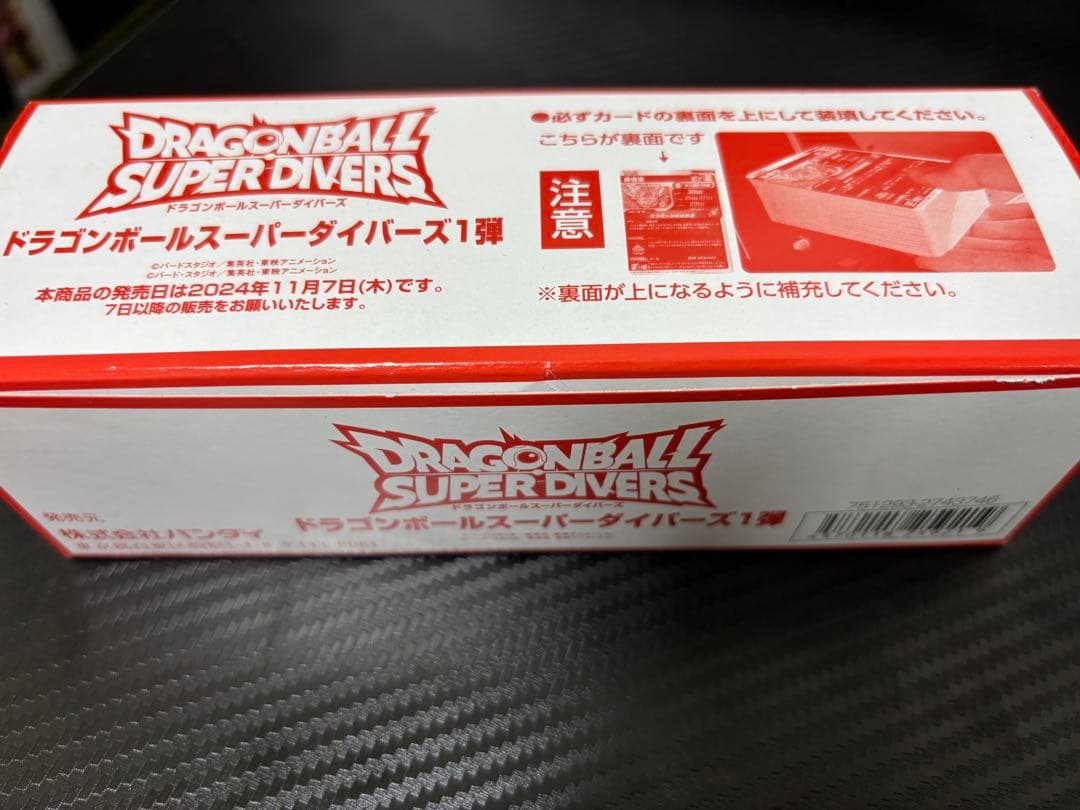 DRAGONBALL
SUPER DIVERS
ドラゴンボールスーパーダイバーズ
ドラゴンボールスーパーダイバーズ1弾
©バードスタジオ／集英社・東映アニメーション
©バード・スタジオ／集英社・東映アニメーション
本商品の発売日は2024年11月7日(木)です。
7日以降の販売をお願いいたします。
●必ずカードの裏面を上にして装填してください。
こちらが裏面です
↓
注意
※裏面が上になるように補充してください。
DRAGONBALL
SUPER DIVERS
ドラゴンボールスーパーダイバーズ
ドラゴンボールスーパーダイバーズ1弾
発売元
株式会社バンダイ
751293-2743746